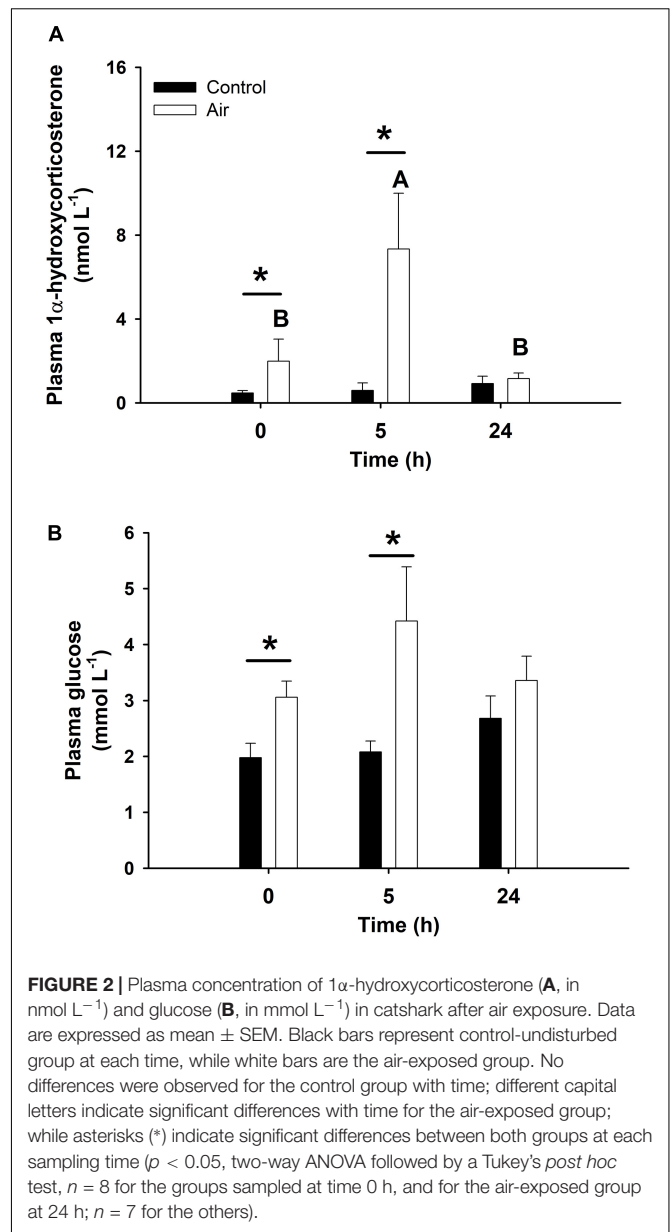 A
Plasma 1α-hydroxycorticosterone
(nmol L-1)
16
12
8
4
0
Control
Air
*
B
*
A
B
0 5 24
Time (h)
B
Plasma glucose
(mmol L-1)
6
5
4
3
2
1
0
*
*
0 5 24
Time (h)
FIGURE 2 | Plasma concentration of 1α-hydroxycorticosterone (A, in
nmol L−1) and glucose (B, in mmol L−1) in catshark after air exposure. Data
are expressed as mean ± SEM. Black bars represent control-undisturbed
group at each time, while white bars are the air-exposed group. No
differences were observed for the control group with time; different capital
letters indicate significant differences with time for the air-exposed group;
while asterisks (*) indicate significant differences between both groups at each
sampling time (p < 0.05, two-way ANOVA followed by a Tukey's post hoc
test, n = 8 for the groups sampled at time 0 h, and for the air-exposed group
at 24 h; n = 7 for the others).